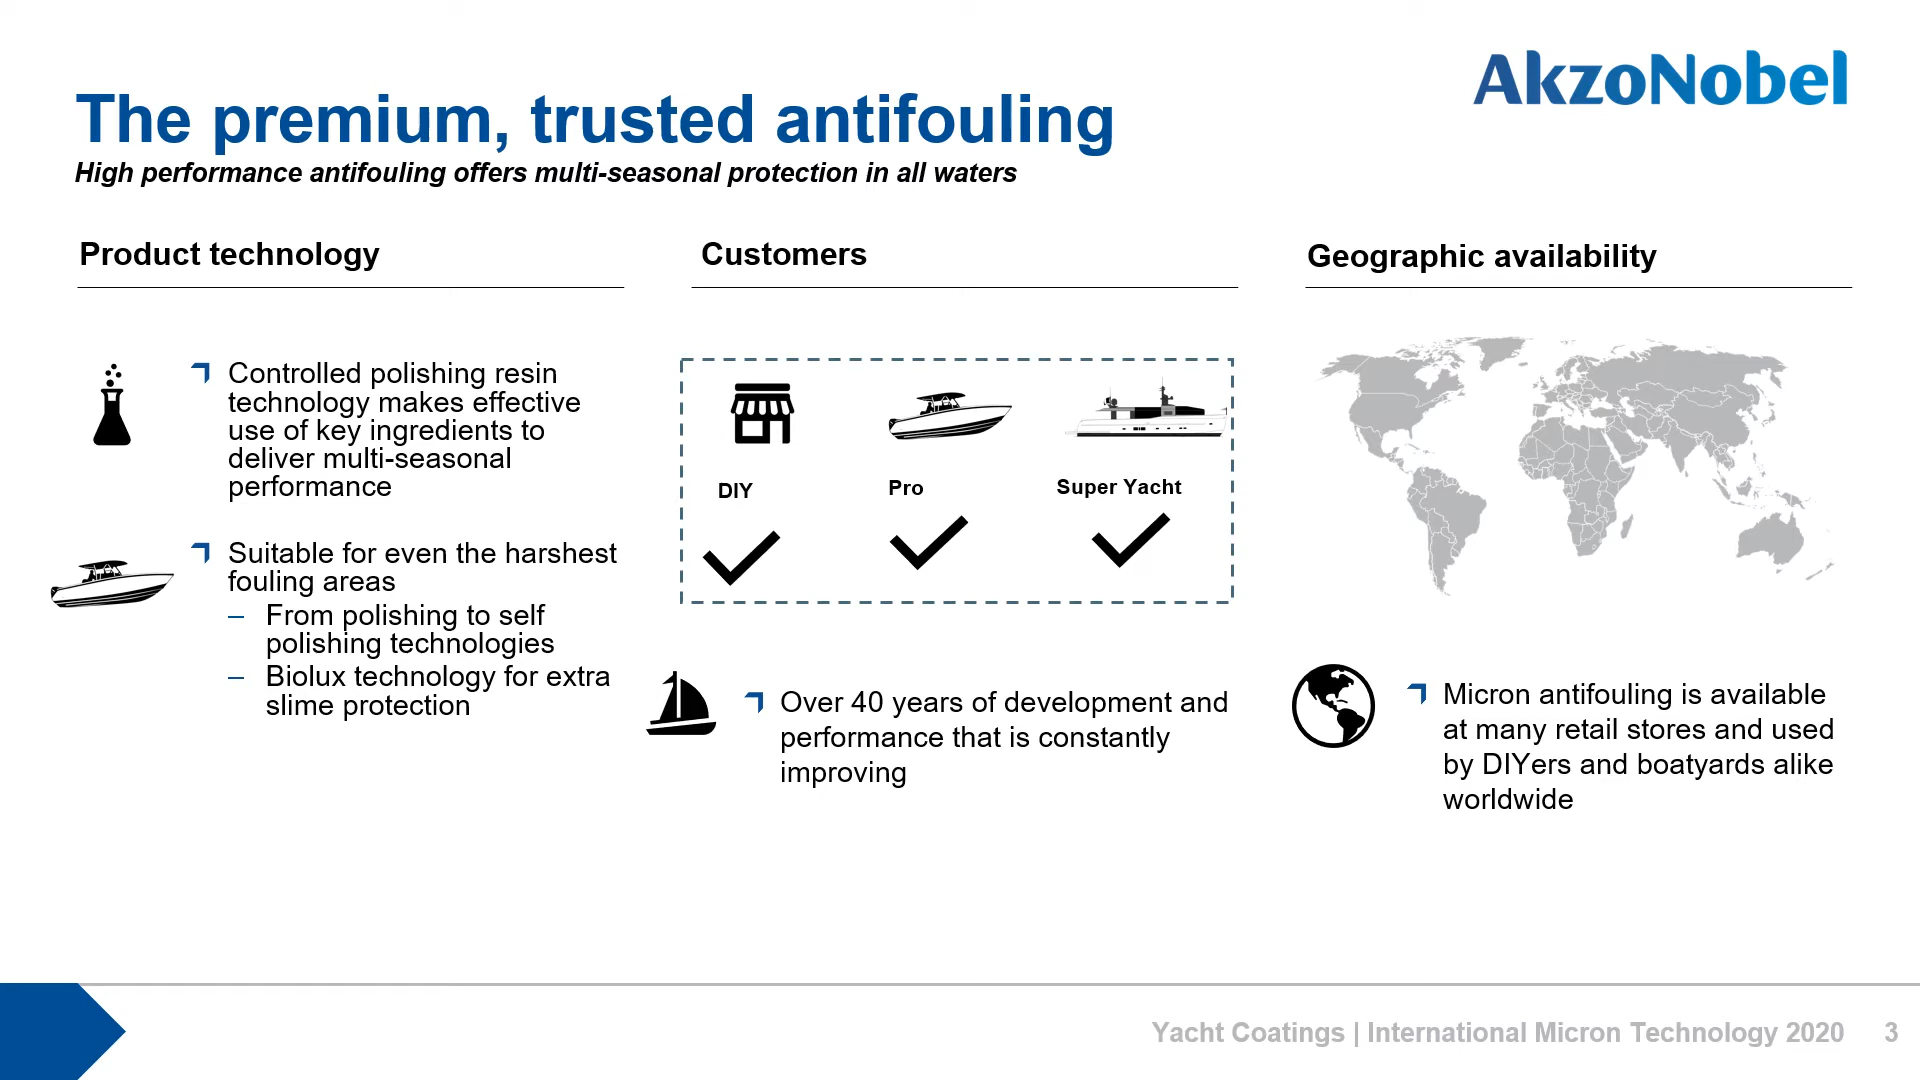 AkzoNobel
The premium, trusted antifouling
High performance antifouling offers multi-seasonal protection in all waters
Product technology
Controlled polishing resin
technology makes effective
use of key ingredients to
deliver multi-seasonal
performance
Suitable for even the harshest
fouling areas
– From polishing to self
polishing technologies
– Biolux technology for extra
slime protection
Customers
DIY
Pro
Super Yacht
Over 40 years of development and
performance that is constantly
improving
Geographic availability
Micron antifouling is available
at many retail stores and used
by DIYers and boatyards alike
worldwide
Yacht Coatings | International Micron Technology 2020 3